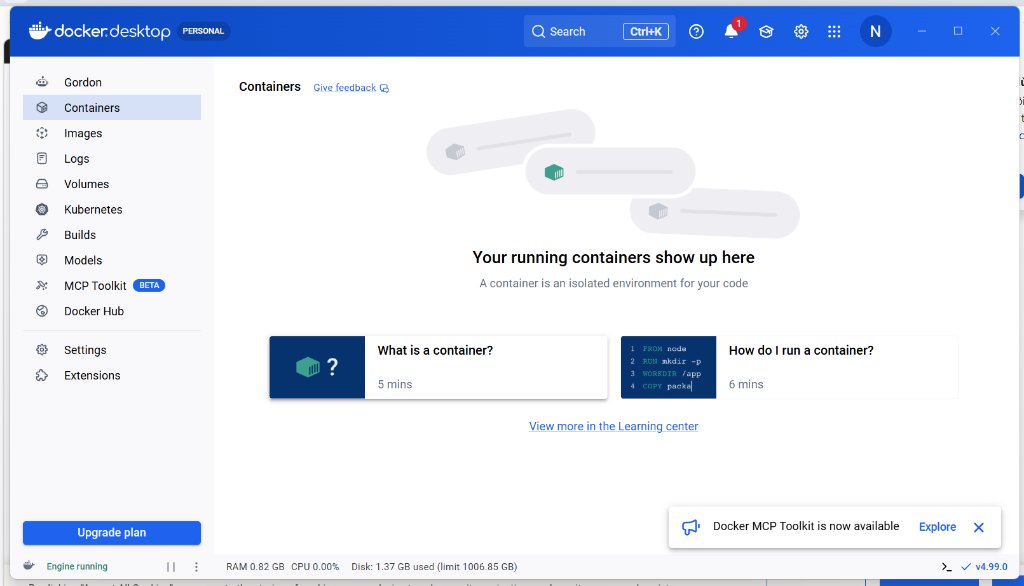 docker.desktop PERSONAL
Search Ctrl+K
1
N
Gordon
Containers
Images
Logs
Volumes
Kubernetes
Builds
Models
MCP Toolkit BETA
Docker Hub
Settings
Extensions
Upgrade plan
Containers Give feedback
Your running containers show up here
A container is an isolated environment for your code
?
What is a container?
5 mins
1 FROM node
2 RUN mkdir -p
3 WORKDIR /app
4 COPY packa
How do I run a container?
6 mins
View more in the Learning center
Docker MCP Toolkit is now available Explore
Engine running
RAM 0.82 GB CPU 0.00% Disk: 1.37 GB used (limit 1006.85 GB)
v4.99.0